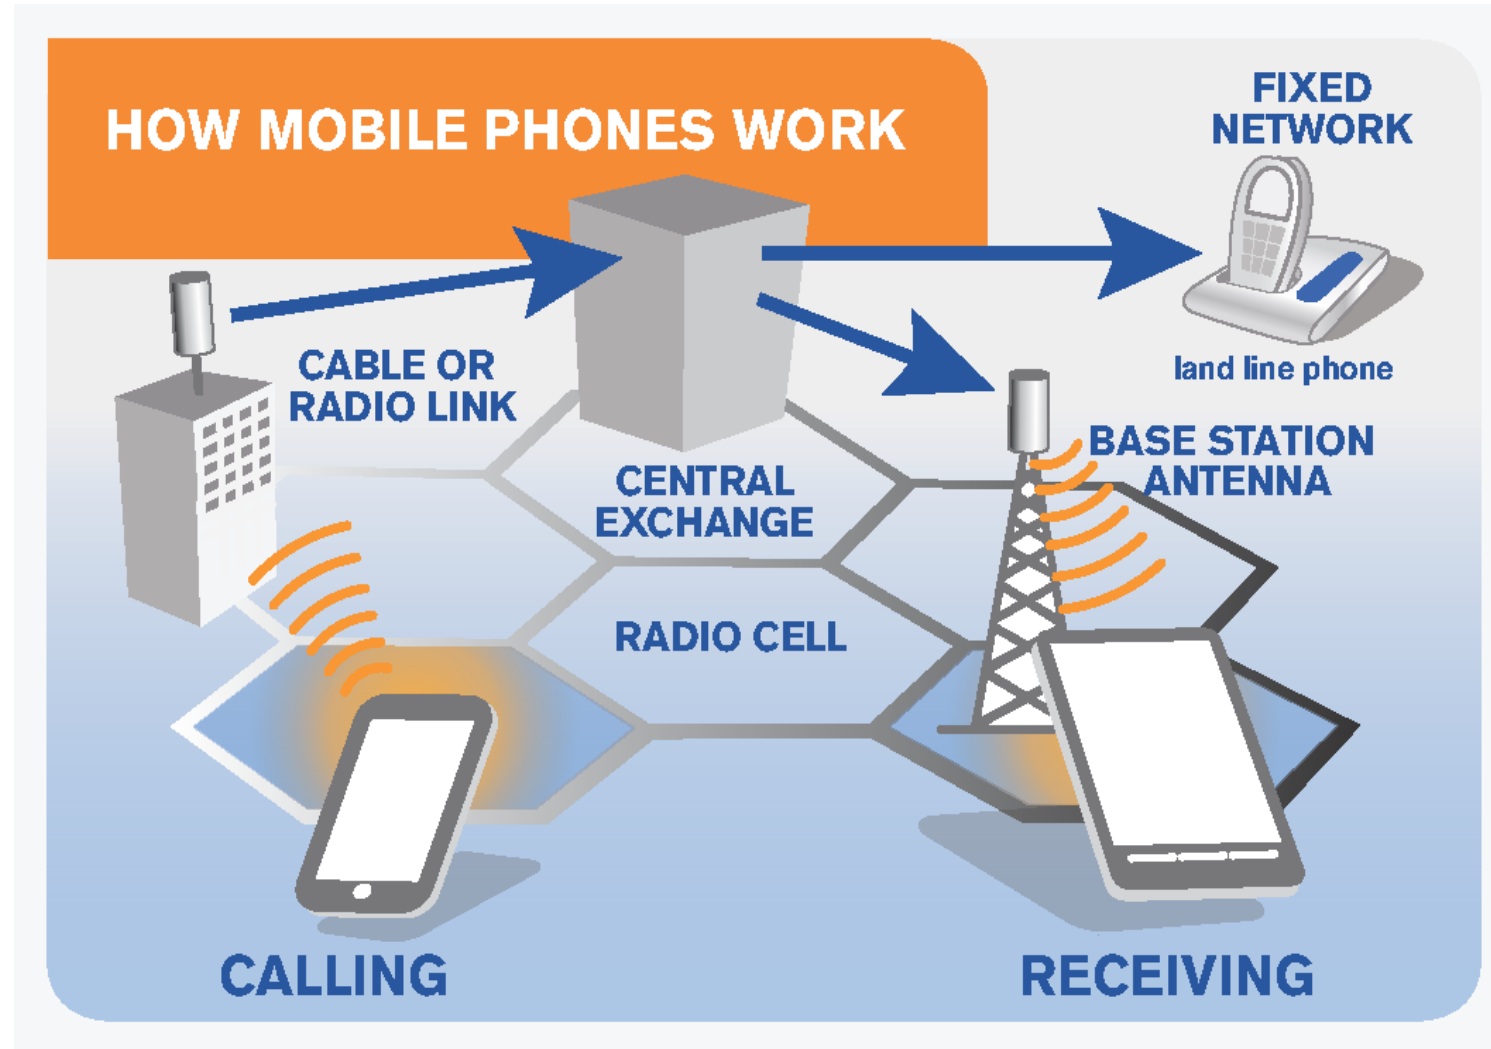 HOW MOBILE PHONES WORK
FIXED
NETWORK
land line phone
CABLE OR
RADIO LINK
CENTRAL
EXCHANGE
BASE STATION
ANTENNA
RADIO CELL
CALLING
RECEIVING